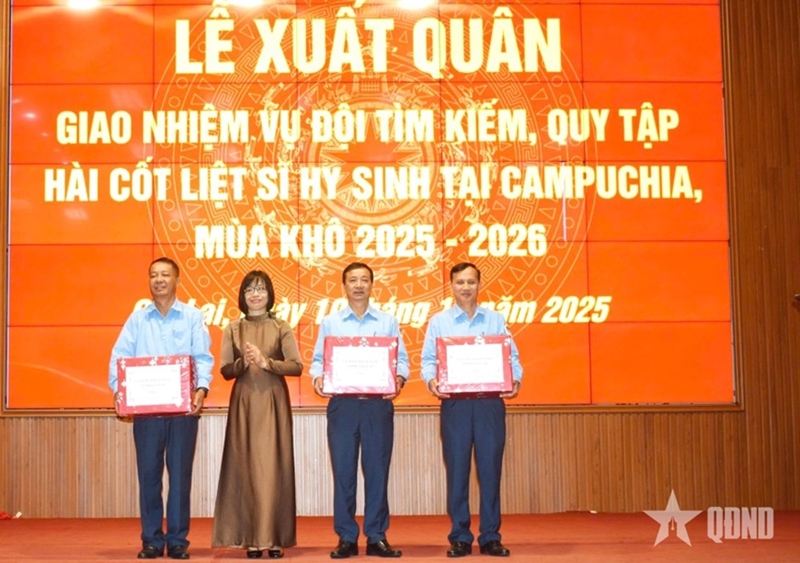 LỄ XUẤT QUÂN
GIAO NHIỆM VỤ ĐỘI TÌM KIẾM, QUY TẬP
HÀI CỐT LIỆT SĨ HY SINH TẠI CAMPUCHIA,
MÙA KHÔ 2025 - 2026
năm 2025
QĐND